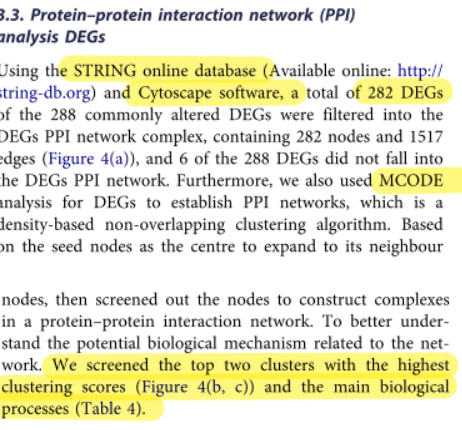 3.3. Protein–protein interaction network (PPI)
analysis DEGs
Using the STRING online database (Available online: http://
string-db.org) and Cytoscape software, a total of 282 DEGs
of the 288 commonly altered DEGs were filtered into the
DEGs PPI network complex, containing 282 nodes and 1517
edges (Figure 4(a)), and 6 of the 288 DEGs did not fall into
the DEGs PPI network. Furthermore, we also used MCODE
analysis for DEGs to establish PPI networks, which is a
density-based non-overlapping clustering algorithm. Based
on the seed nodes as the centre to expand to its neighbour
nodes, then screened out the nodes to construct complexes
in a protein–protein interaction network. To better under-
stand the potential biological mechanism related to the net-
work. We screened the top two clusters with the highest
clustering scores (Figure 4(b, c)) and the main biological
processes (Table 4).